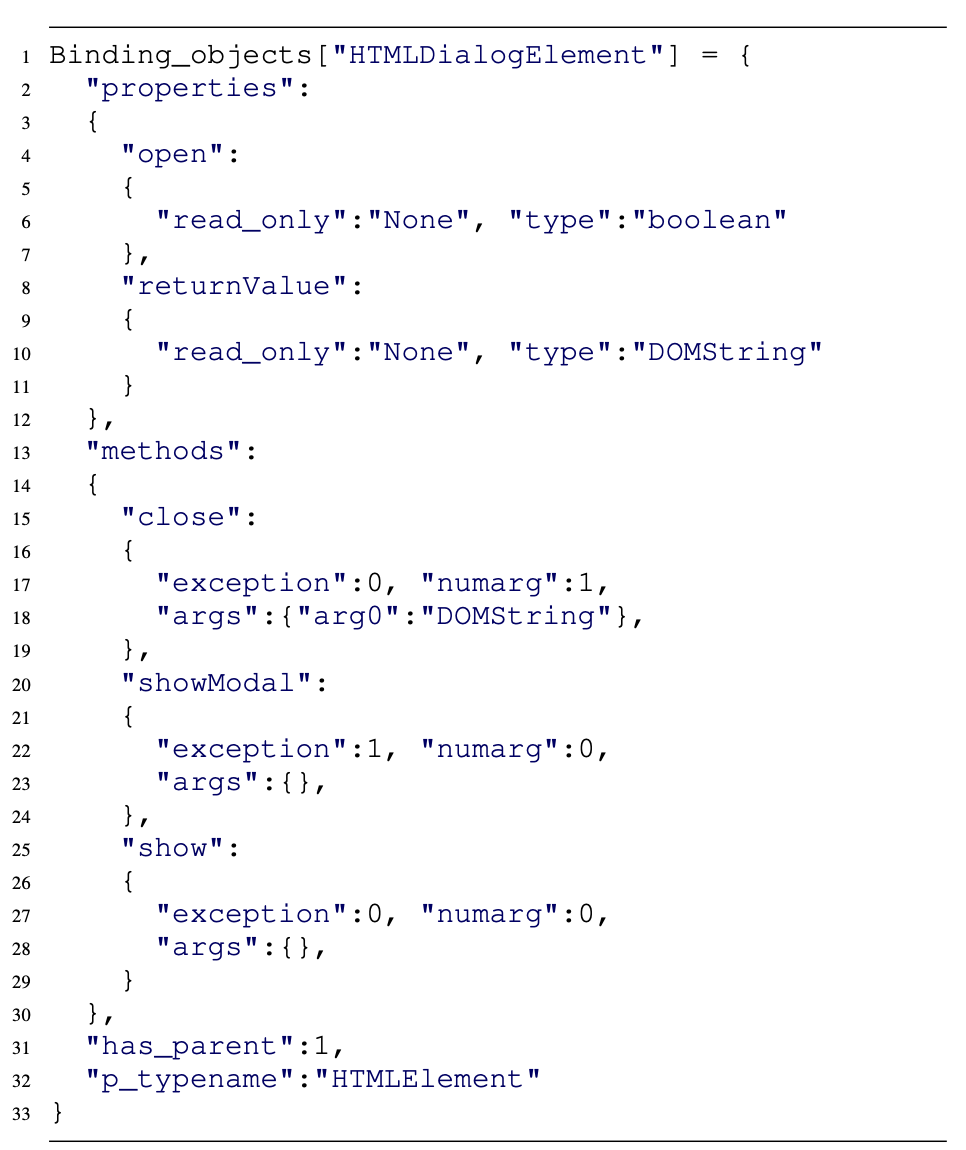 1 Binding_objects["HTMLDialogElement"] = {
2 "properties":
3 {
4 "open":
5 {
6 "read_only":"None", "type":"boolean"
7 },
8 "returnValue":
9 {
10 "read_only":"None", "type":"DOMString"
11 }
12 },
13 "methods":
14 {
15 "close":
16 {
17 "exception":0, "numarg":1,
18 "args":{"arg0":"DOMString"},
19 },
20 "showModal":
21 {
22 "exception":1, "numarg":0,
23 "args":{},
24 },
25 "show":
26 {
27 "exception":0, "numarg":0,
28 "args":{},
29 }
30 },
31 "has_parent":1,
32 "p_typename":"HTMLElement"
33 }